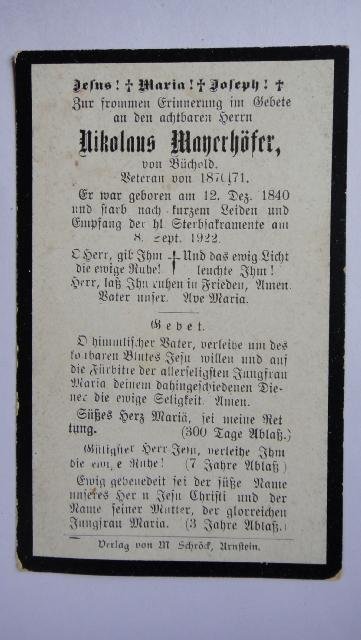 Jesus! ✝ Maria! ✝ Joseph! ✝
Zur frommen Erinnerung im Gebete
an den achtbaren Herrn
Nikolaus Mayerhöfer,
von Büchold.
Veteran von 1870/71.
Er war geboren am 12. Dez. 1840
und starb nach kurzem Leiden und
Empfang der hl Sterbsakramente am
8. Sept. 1922.
O Herr, gib Ihm ✝ Und das ewig Licht
die ewige Ruhe! leuchte Ihm!
Herr, laß Ihn ruhen in Frieden, Amen.
Vater unser. Ave Maria.
Gebet.
O himmlischer Vater, verleihe um des
kostbaren Blutes Jesu willen und auf
die Fürbitte der allerseligsten Jungfrau
Maria deinem dahingeschiedenen Die-
ner die ewige Seligkeit. Amen.
Süßes Herz Mariä, sei meine Ret
tung. (300 Tage Ablaß.)
Gütigster Herr Jesu, verleihe Ihm
die ewige Ruhe! (7 Jahre Ablaß)
Ewig gebenedeit sei der süße Name
unseres Herrn Jesu Christi und der
Name seiner Mutter, der glorreichen
Jungfrau Maria. (3 Jahre Ablaß.)
Verlag von M Schröck, Arnstein.